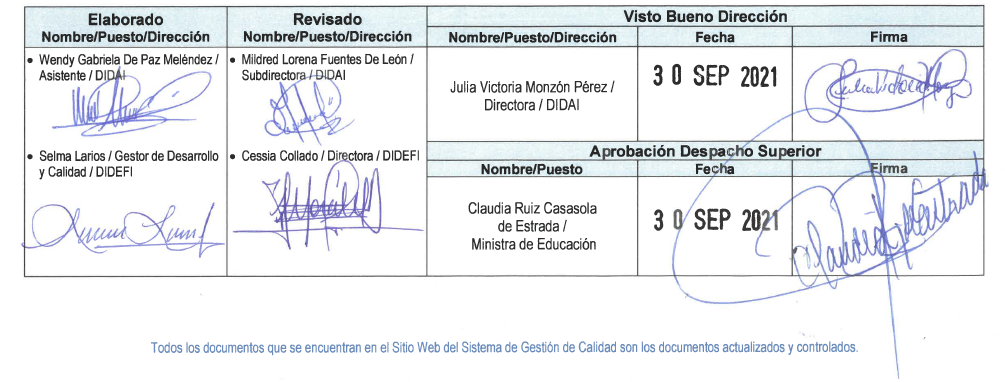 Elaborado
Nombre/Puesto/Dirección
• Wendy Gabriela De Paz Meléndez /
Asistente / DIDAI
• Selma Larios / Gestor de Desarrollo
y Calidad / DIDEFI
Revisado
Nombre/Puesto/Dirección
• Mildred Lorena Fuentes De León /
Subdirectora / DIDAI
• Cessia Collado / Directora / DIDEFI
Visto Bueno Dirección
Nombre/Puesto/Dirección
Fecha
Firma
Julia Victoria Monzón Pérez /
Directora / DIDAI
30 SEP 2021
Aprobación Despacho Superior
Nombre/Puesto
Fecha
Firma
Claudia Ruiz Casasola
de Estrada /
Ministra de Educación
30 SEP 2021
Todos los documentos que se encuentran en el Sitio Web del Sistema de Gestión de Calidad son los documentos actualizados y controlados.